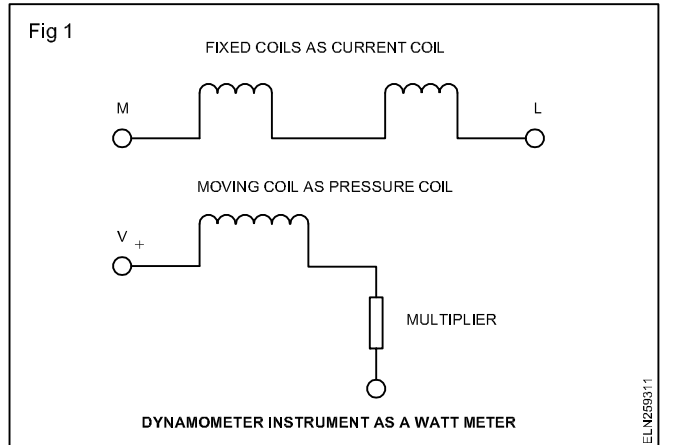 Fig 1
FIXED COILS AS CURRENT COIL
M
L
MOVING COIL AS PRESSURE COIL
V +
MULTIPLIER
DYNAMOMETER INSTRUMENT AS A WATT METER
ELN259311